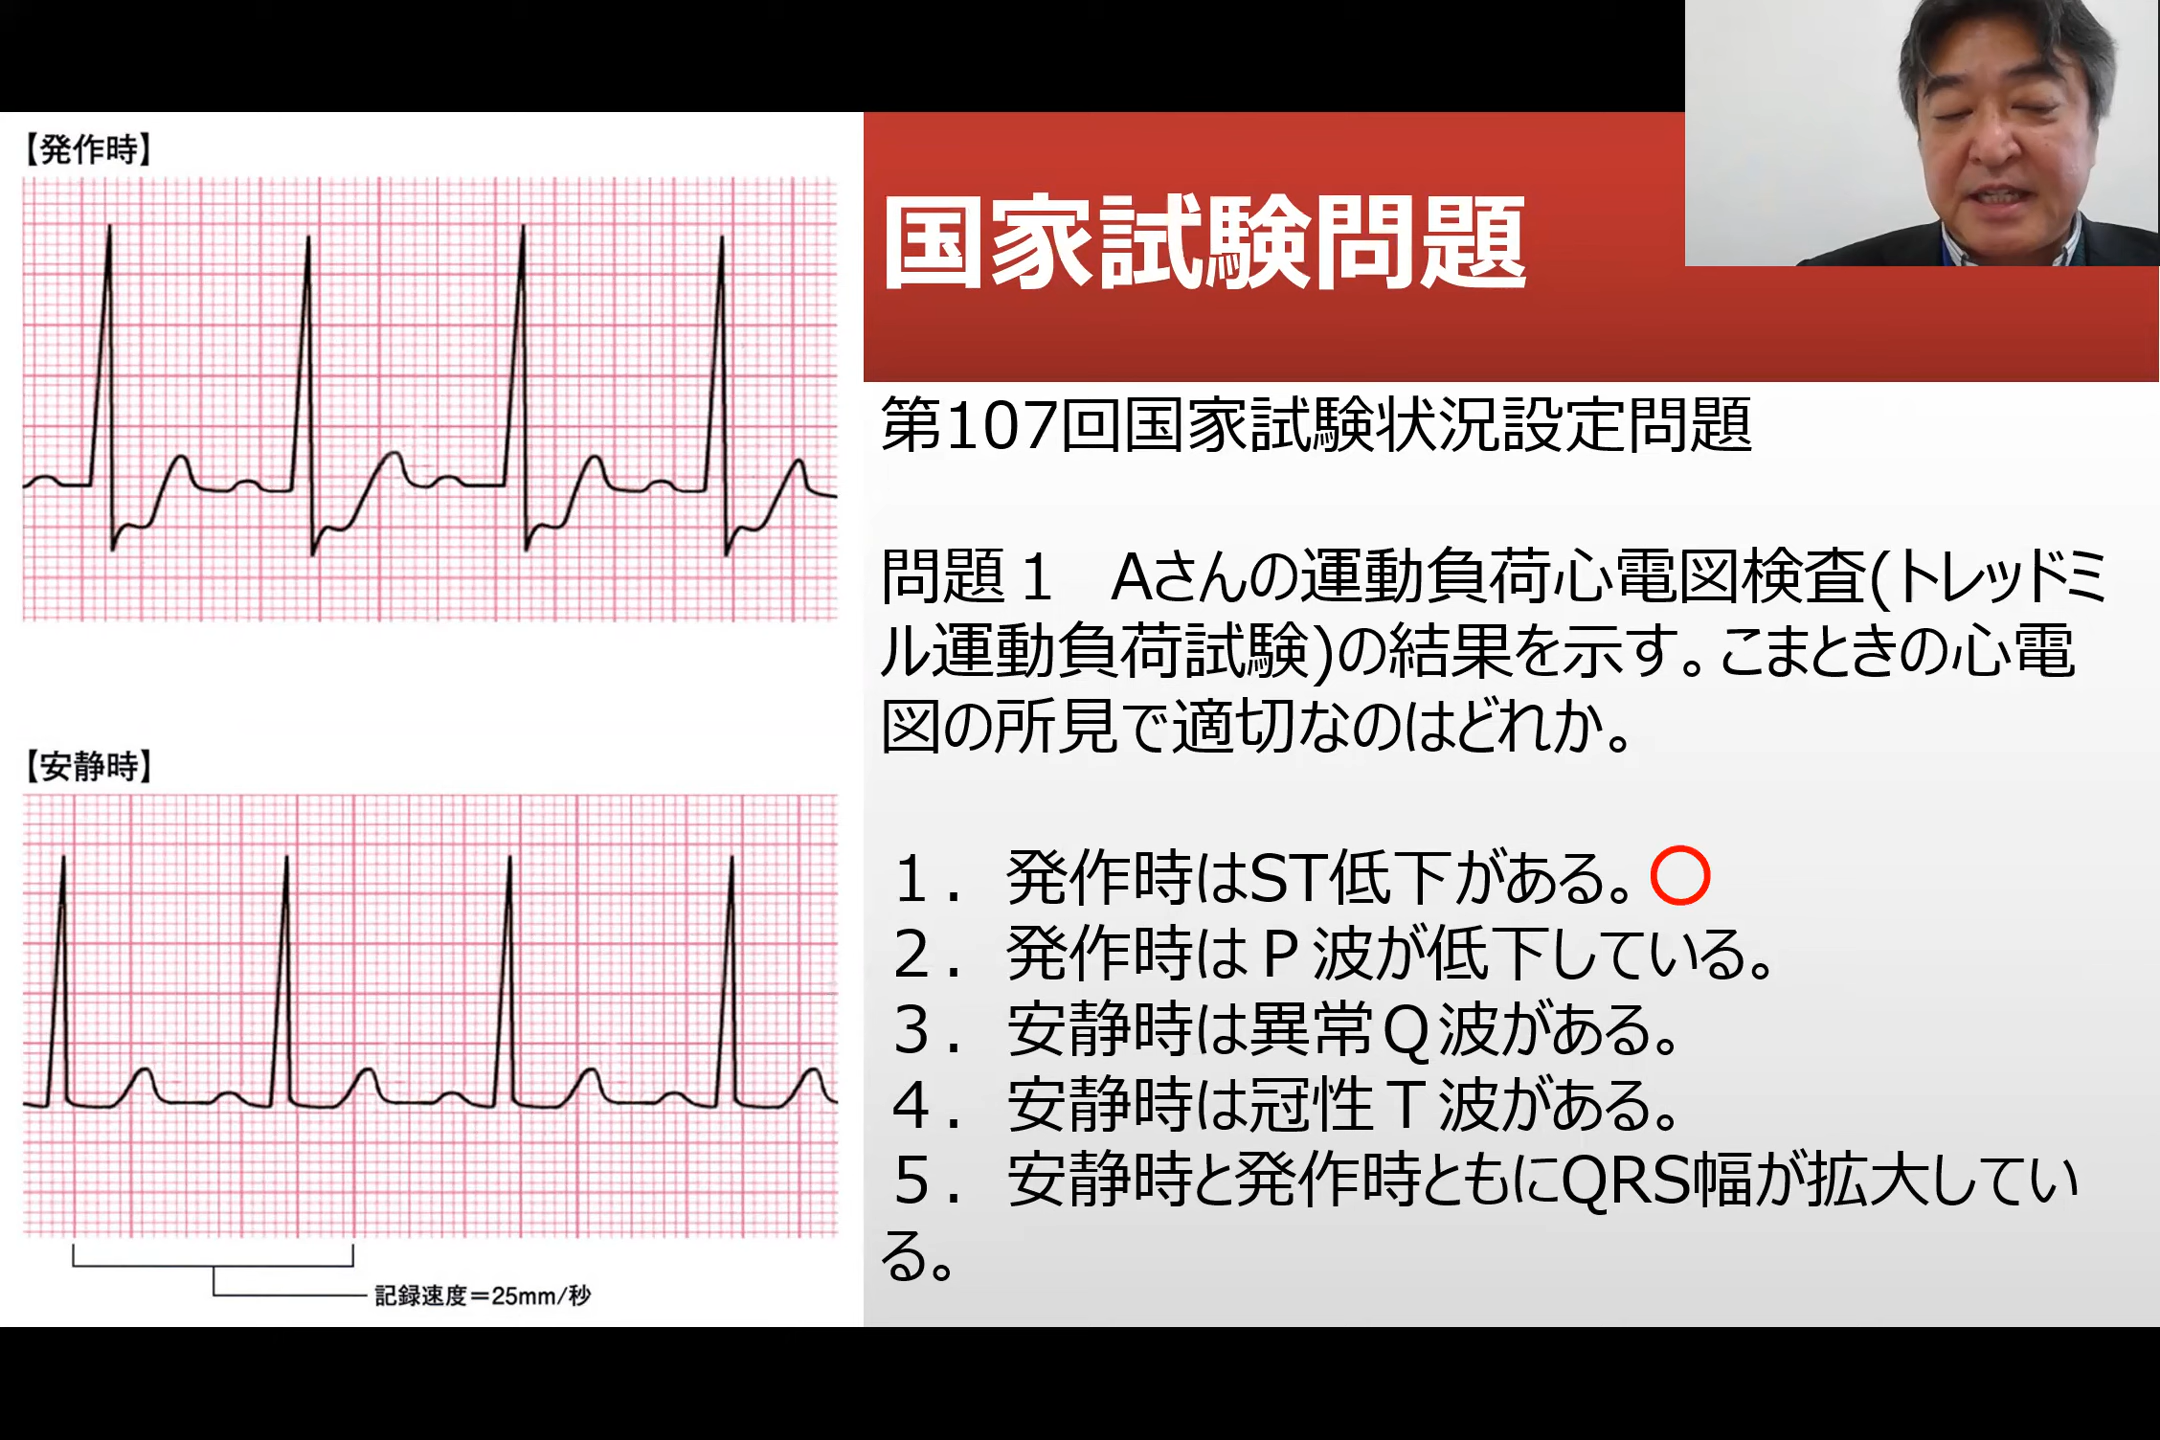 【発作時】
【安静時】
記録速度＝25mm/秒
国家試験問題
第107回国家試験状況設定問題
問題１　Aさんの運動負荷心電図検査(トレッドミ
ル運動負荷試験)の結果を示す。こまときの心電
図の所見で適切なのはどれか。
１．発作時はST低下がある。〇
２．発作時はＰ波が低下している。
３．安静時は異常Ｑ波がある。
４．安静時は冠性Ｔ波がある。
５．安静時と発作時ともにQRS幅が拡大してい
る。